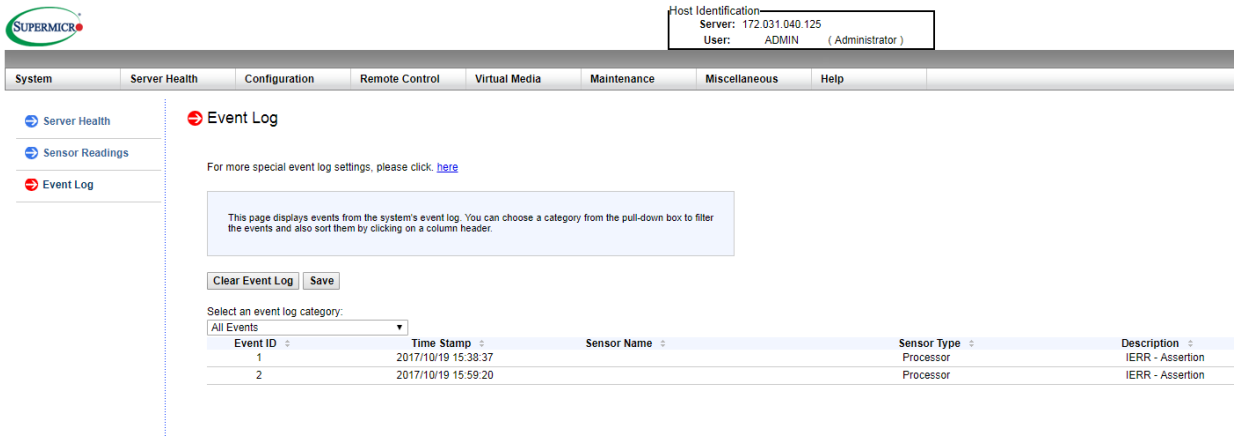 SUPERMICRO
Host Identification
Server: 172.031.040.125
User: ADMIN ( Administrator )
System Server Health Configuration Remote Control Virtual Media Maintenance Miscellaneous Help
Server Health
Sensor Readings
Event Log
Event Log
For more special event log settings, please click. here
This page displays events from the system's event log. You can choose a category from the pull-down box to filter
the events and also sort them by clicking on a column header.
Clear Event Log Save
Select an event log category:
All Events
Event ID Time Stamp Sensor Name Sensor Type Description
1 2017/10/19 15:38:37 Processor IERR - Assertion
2 2017/10/19 15:59:20 Processor IERR - Assertion